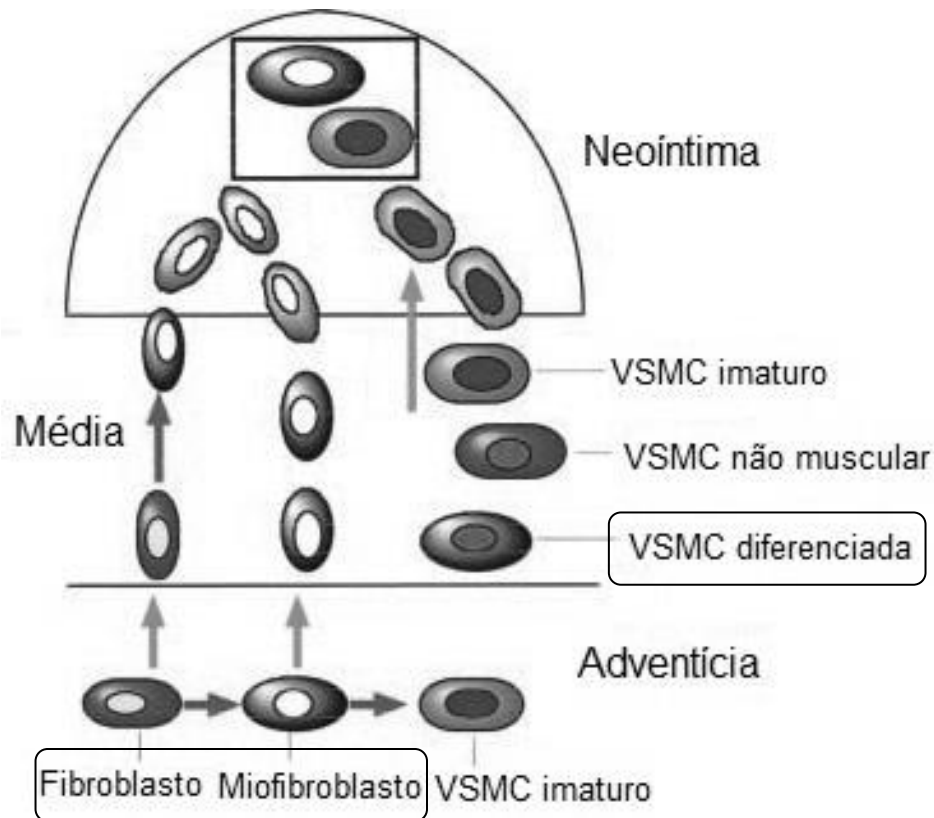 Neoíntima
VSMC imaturo
Média
VSMC não muscular
VSMC diferenciada
Adventícia
Fibroblasto Miofibroblasto VSMC imaturo